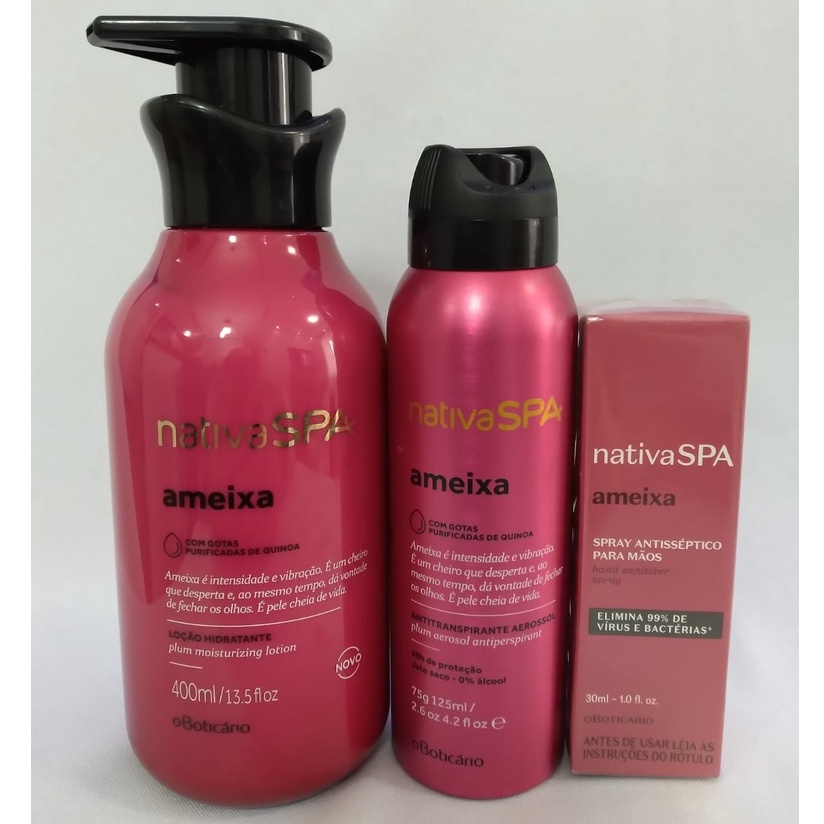 nativaSPA
ameixa
COM GOTAS
PURIFICADAS DE QUINOA
Ameixa é intensidade e vibração. É um cheiro
que desperta e, ao mesmo tempo, dá vontade
de fechar os olhos. É pele cheia de vida.
LOÇÃO HIDRATANTE
plum moisturizing lotion
NOVO
400ml/13.5 fl oz
oBoticário
nativaSPA
ameixa
COM GOTAS
PURIFICADAS DE QUINOA
Ameixa é intensidade e vibração.
É um cheiro que desperta e, ao
mesmo tempo, dá vontade de fechar
os olhos. É pele cheia de vida.
ANTITRANSPIRANTE AEROSSOL
plum aerosol antiperspirant
48h de proteção
jato seco - 0% álcool
75g 125ml/
2.6 oz 4.2 fl oz e
oBoticário
nativaSPA
ameixa
SPRAY ANTISSÉPTICO
PARA MÃOS
hand sanitizer
spray
ELIMINA 99% DE
VÍRUS E BACTÉRIAS*
30ml - 1.0 fl. oz.
oBOTICÁRIO
ANTES DE USAR LEIA AS
INSTRUÇÕES DO RÓTULO